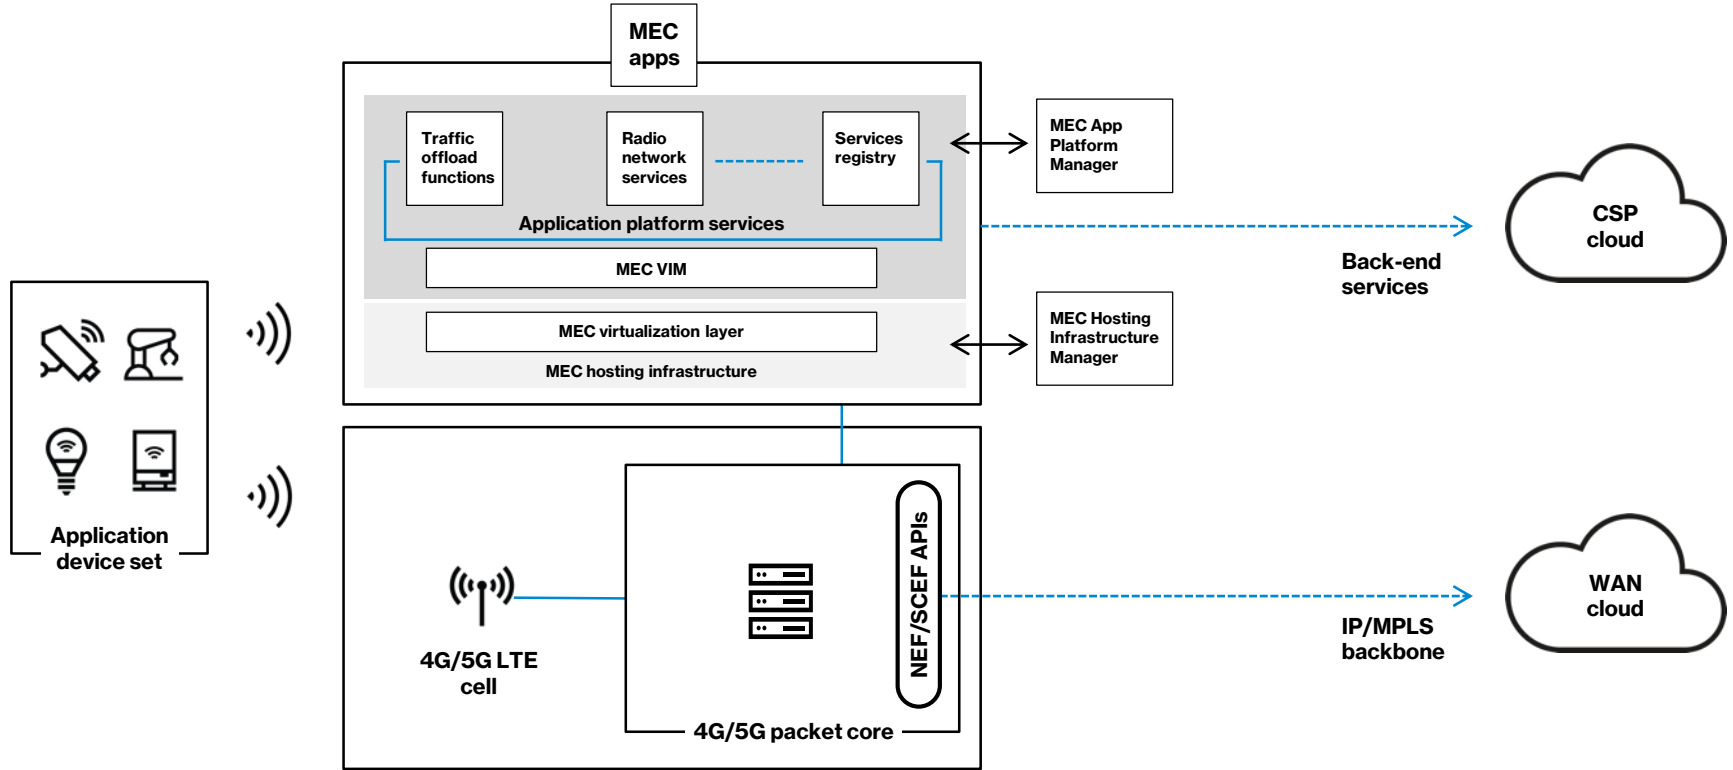 MEC
apps
Traffic
offload
functions
Radio
network
services
Services
registry
Application platform services
MEC VIM
MEC virtualization layer
MEC hosting infrastructure
MEC App
Platform
Manager
MEC Hosting
Infrastructure
Manager
Back-end
services
CSP
cloud
Application
device set
4G/5G LTE
cell
NEF/SCEF APIs
4G/5G packet core
IP/MPLS
backbone
WAN
cloud